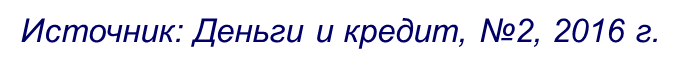 Источник: Деньги и кредит, №2, 2016 г.